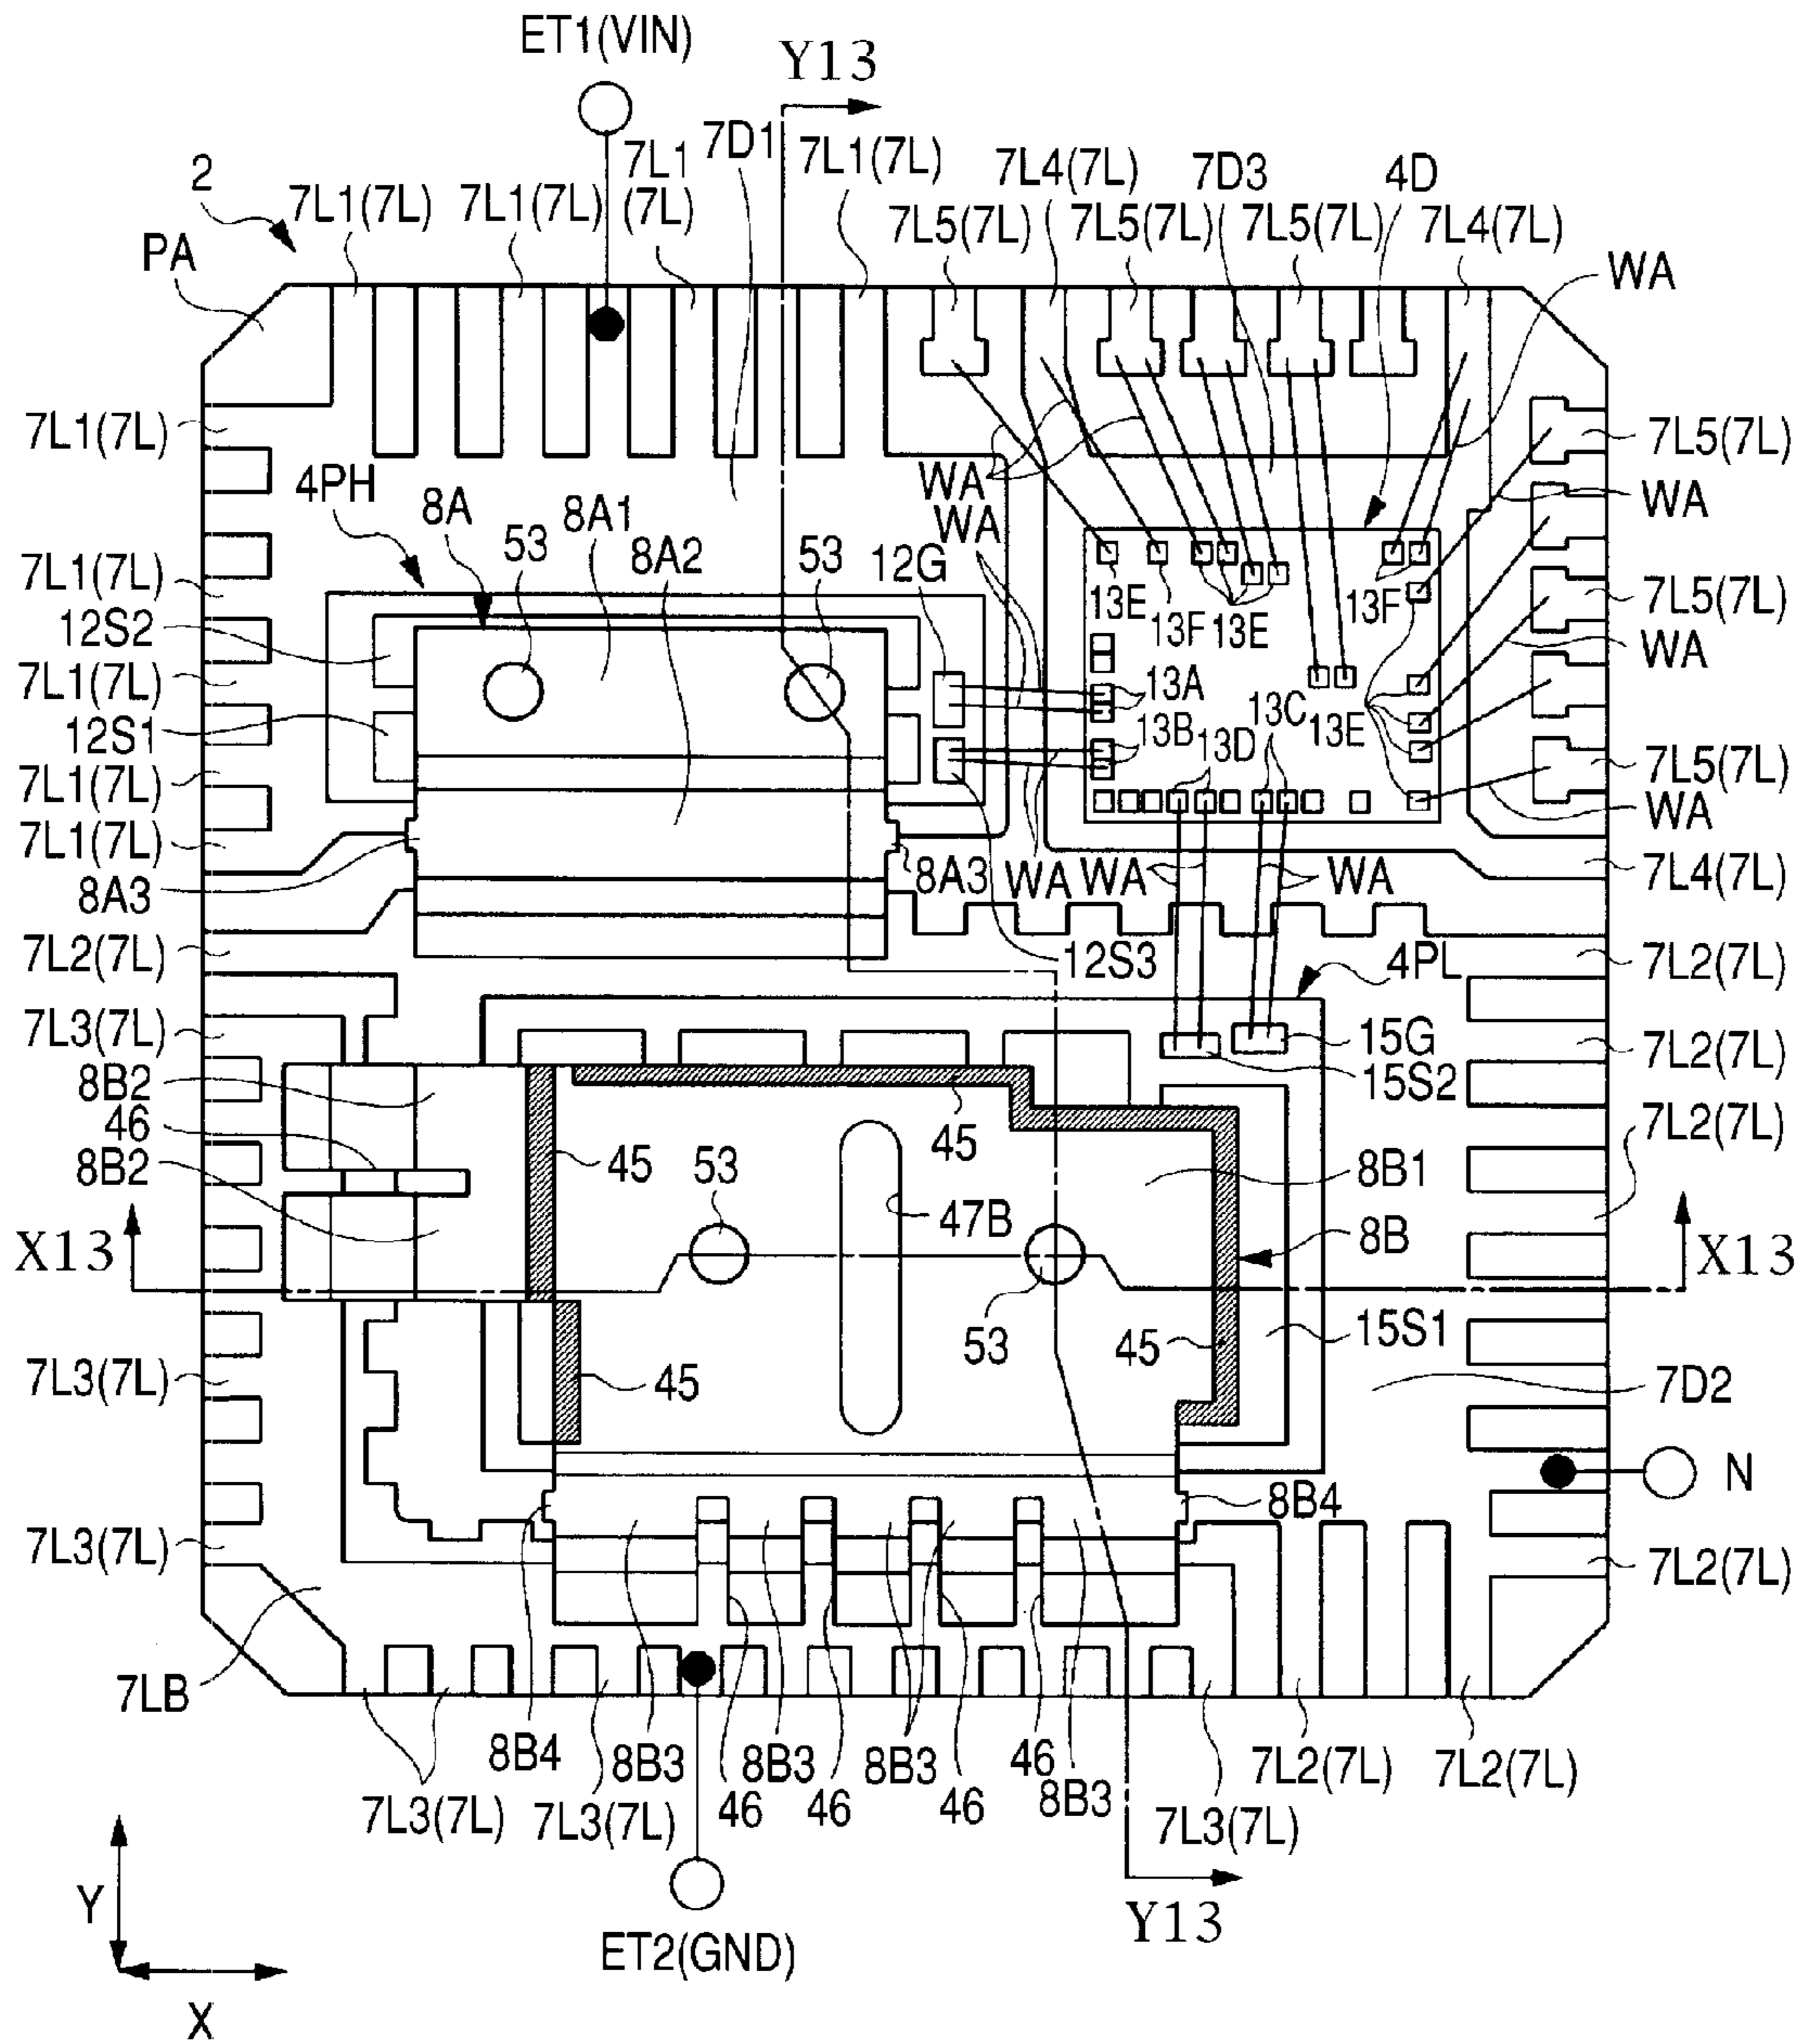 ET1(VIN)
Y13
7L1 7D1 7L1(7L)
(7L)
7L4(7L) 7D3 4D
2
7L1(7L) 7L1(7L)
7L5(7L) 7L5(7L) 7L5(7L) 7L4(7L)
PA
WA
7L1(7L)
7L5(7L)
4PH
8A
8A1
WA
WA
53
8A2
53
12G
WA
7L1(7L)
13E
13F
13E
13F
7L5(7L)
12S2
WA
7L1(7L)
13A
12S1
13B
13D
13C
13E
7L1(7L)
7L5(7L)
WA
7L1(7L)
8A3
8A3
WA
WA
WA
7L4(7L)
7L2(7L)
12S3
4PL
7L2(7L)
7L3(7L)
15G
7L2(7L)
8B2
15S2
46
45
45
7L2(7L)
8B2
53
8B1
47B
X13
8B
X13
53
45
15S1
7L3(7L)
45
7D2
N
8B4
7L3(7L)
7L2(7L)
7LB
8B4
8B3
8B3
8B3
46
8B3
7L2(7L)
7L2(7L)
7L3(7L)
7L3(7L)
46
46
46
7L3(7L)
Y
X
ET2(GND)
Y13